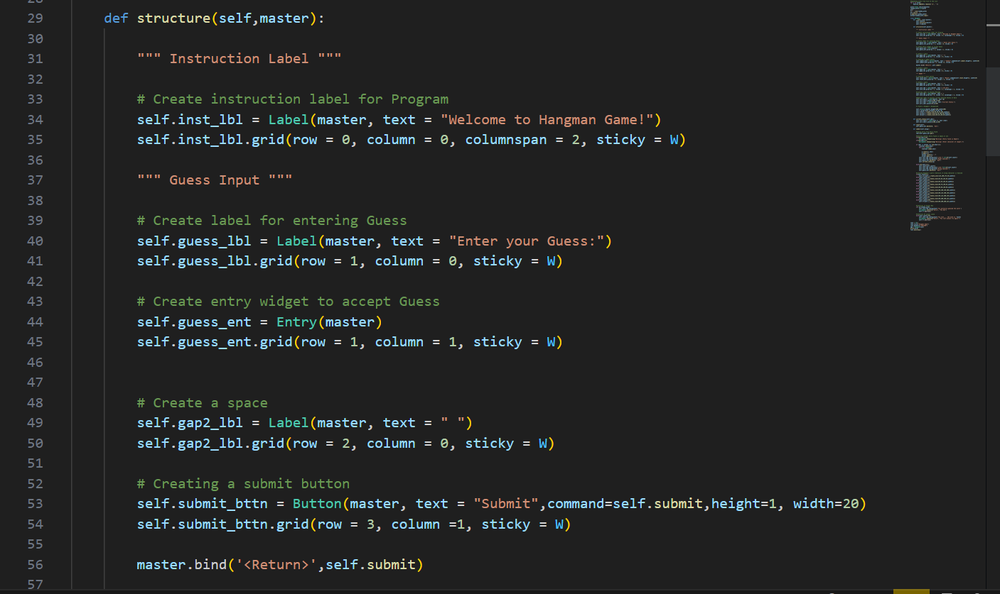 28
29 def structure(self,master):
30
31 """ Instruction Label """
32
33 # Create instruction label for Program
34 self.inst_lbl = Label(master, text = "Welcome to Hangman Game!")
35 self.inst_lbl.grid(row = 0, column = 0, columnspan = 2, sticky = W)
36
37 """ Guess Input """
38
39 # Create label for entering Guess
40 self.guess_lbl = Label(master, text = "Enter your Guess:")
41 self.guess_lbl.grid(row = 1, column = 0, sticky = W)
42
43 # Create entry widget to accept Guess
44 self.guess_ent = Entry(master)
45 self.guess_ent.grid(row = 1, column = 1, sticky = W)
46
47
48 # Create a space
49 self.gap2_lbl = Label(master, text = " ")
50 self.gap2_lbl.grid(row = 2, column = 0, sticky = W)
51
52 # Creating a submit button
53 self.submit_bttn = Button(master, text = "Submit",command=self.submit,height=1, width=20)
54 self.submit_bttn.grid(row = 3, column =1, sticky = W)
55
56 master.bind('<Return>',self.submit)
57